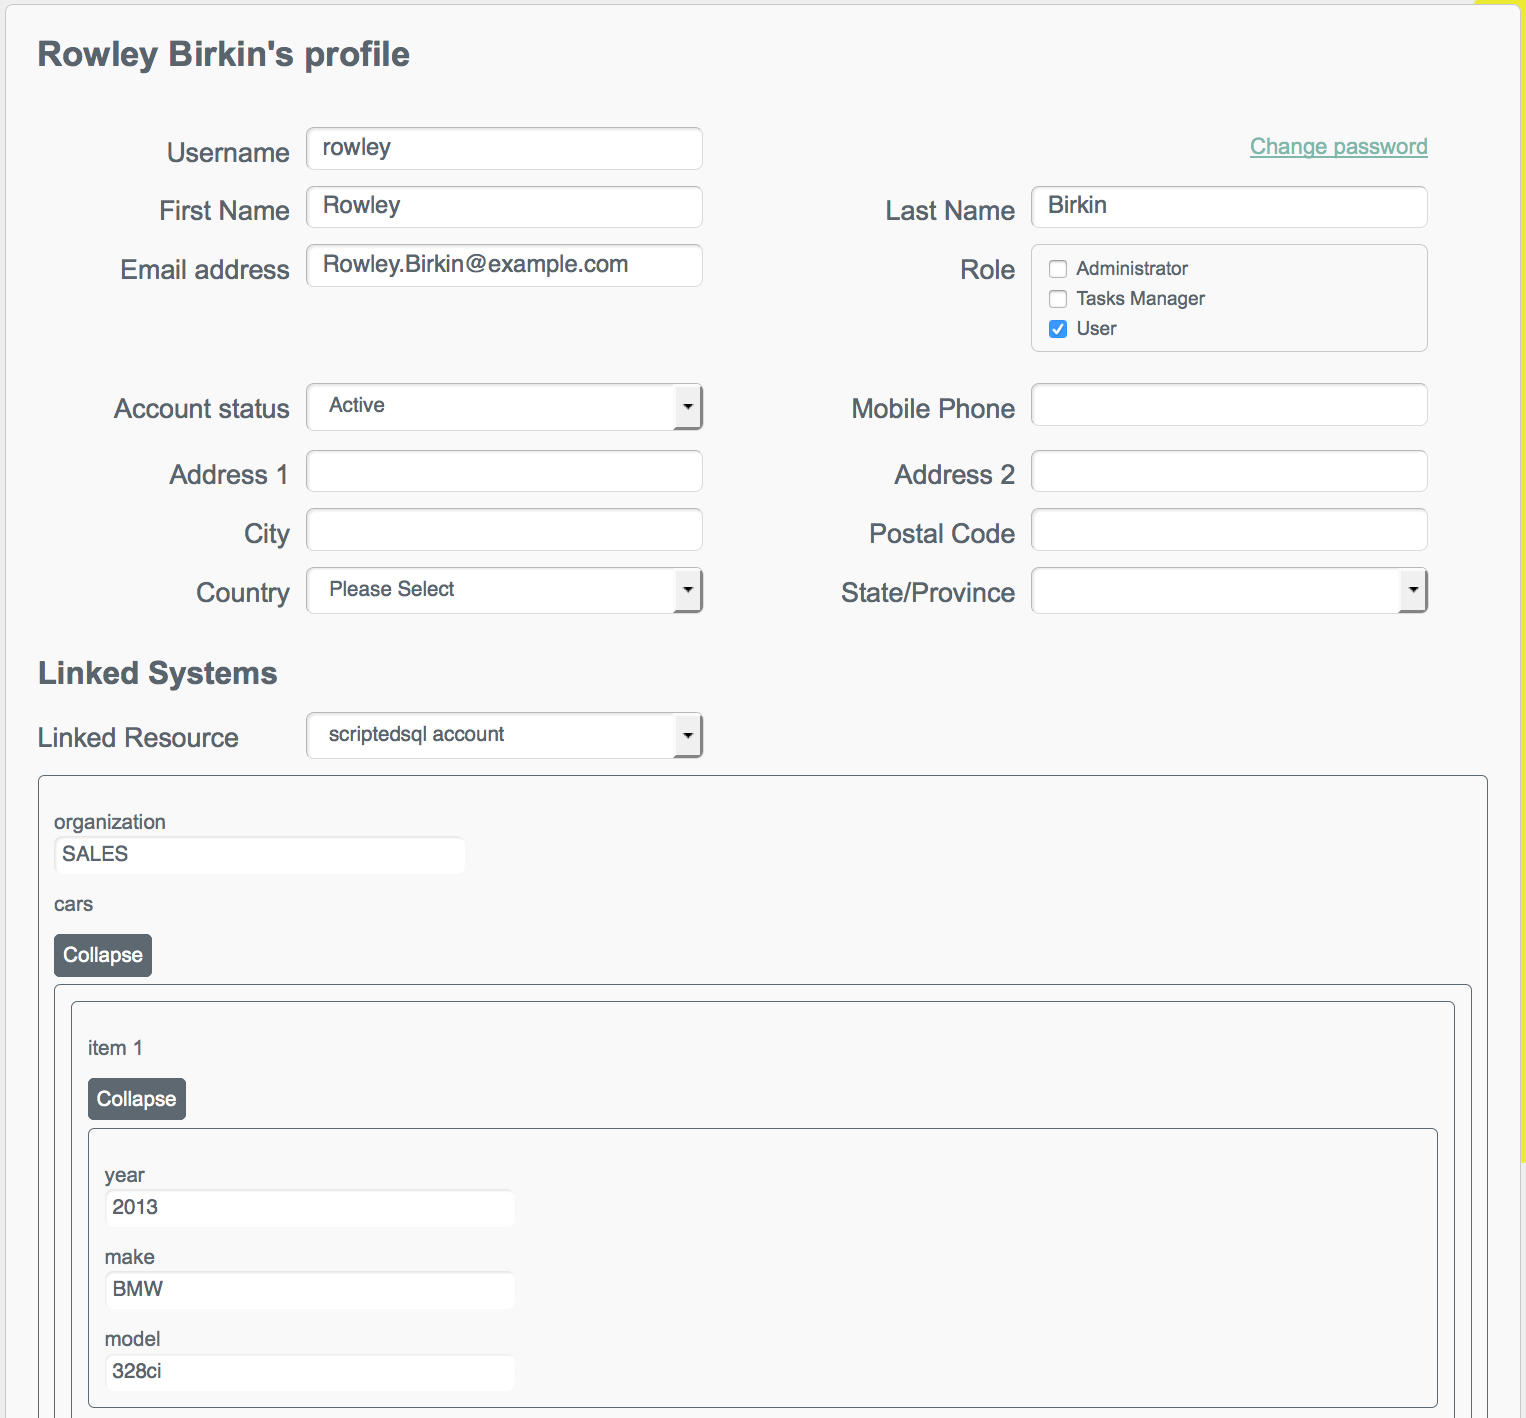 Rowley Birkin's profile
Username rowley Change password
First Name Rowley Last Name Birkin
Email address Rowley.Birkin@example.com Role Administrator
Tasks Manager
User
Account status Active Mobile Phone
Address 1 Address 2
City Postal Code
Country Please Select State/Province
Linked Systems
Linked Resource scriptedsql account
organization
SALES
cars
Collapse
item 1
Collapse
year
2013
make
BMW
model
328ci